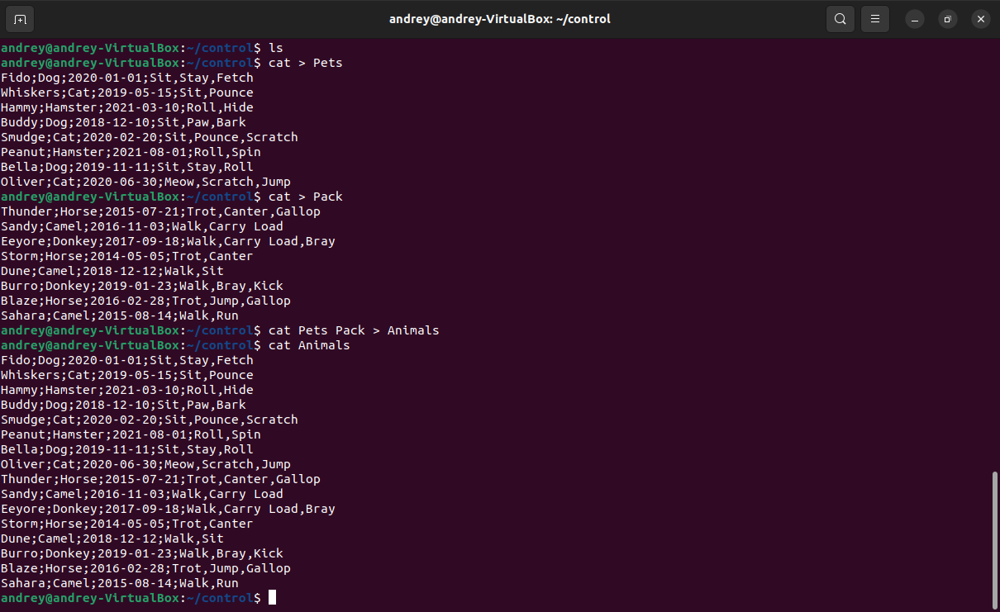 andrey@andrey-VirtualBox: ~/control
andrey@andrey-VirtualBox:~/control$ ls
andrey@andrey-VirtualBox:~/control$ cat > Pets
Fido;Dog;2020-01-01;Sit,Stay,Fetch
Whiskers;Cat;2019-05-15;Sit,Pounce
Hammy;Hamster;2021-03-10;Roll,Hide
Buddy;Dog;2018-12-10;Sit,Paw,Bark
Smudge;Cat;2020-02-20;Sit,Pounce,Scratch
Peanut;Hamster;2021-08-01;Roll,Spin
Bella;Dog;2019-11-11;Sit,Stay,Roll
Oliver;Cat;2020-06-30;Meow,Scratch,Jump
andrey@andrey-VirtualBox:~/control$ cat > Pack
Thunder;Horse;2015-07-21;Trot,Canter,Gallop
Sandy;Camel;2016-11-03;Walk,Carry Load
Eeyore;Donkey;2017-09-18;Walk,Carry Load,Bray
Storm;Horse;2014-05-05;Trot,Canter
Dune;Camel;2018-12-12;Walk,Sit
Burro;Donkey;2019-01-23;Walk,Bray,Kick
Blaze;Horse;2016-02-28;Trot,Jump,Gallop
Sahara;Camel;2015-08-14;Walk,Run
andrey@andrey-VirtualBox:~/control$ cat Pets Pack > Animals
andrey@andrey-VirtualBox:~/control$ cat Animals
Fido;Dog;2020-01-01;Sit,Stay,Fetch
Whiskers;Cat;2019-05-15;Sit,Pounce
Hammy;Hamster;2021-03-10;Roll,Hide
Buddy;Dog;2018-12-10;Sit,Paw,Bark
Smudge;Cat;2020-02-20;Sit,Pounce,Scratch
Peanut;Hamster;2021-08-01;Roll,Spin
Bella;Dog;2019-11-11;Sit,Stay,Roll
Oliver;Cat;2020-06-30;Meow,Scratch,Jump
Thunder;Horse;2015-07-21;Trot,Canter,Gallop
Sandy;Camel;2016-11-03;Walk,Carry Load
Eeyore;Donkey;2017-09-18;Walk,Carry Load,Bray
Storm;Horse;2014-05-05;Trot,Canter
Dune;Camel;2018-12-12;Walk,Sit
Burro;Donkey;2019-01-23;Walk,Bray,Kick
Blaze;Horse;2016-02-28;Trot,Jump,Gallop
Sahara;Camel;2015-08-14;Walk,Run
andrey@andrey-VirtualBox:~/control$